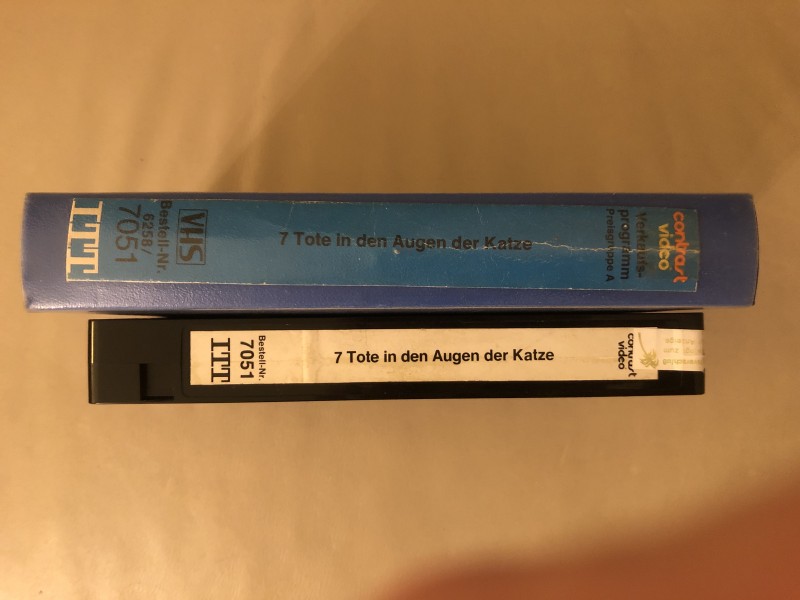 ITT
Bestell-Nr.
6258/
7051
VHS
7 Tote in den Augen der Katze
Verkaufs-
programm
Preisgruppe A
contrast
video
Bestell-Nr.
7051
ITT
7 Tote in den Augen der Katze
contrast
video